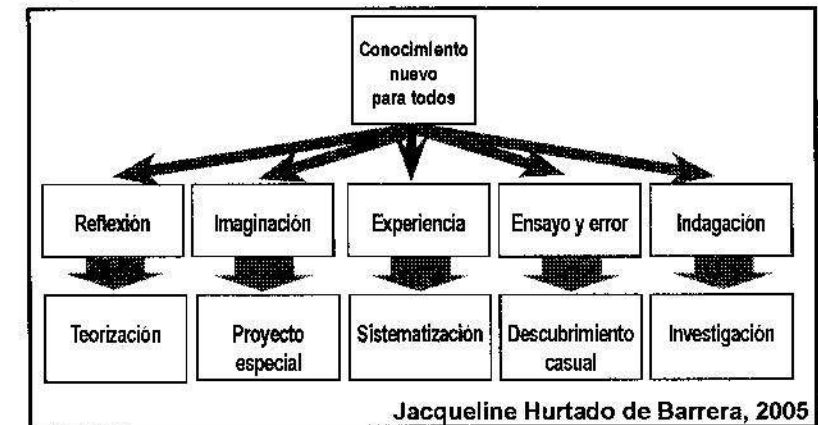 Conocimiento
nuevo
para todos
Reflexión
Imaginación
Experiencia
Ensayo y error
Indagación
Teorización
Proyecto
especial
Sistematización
Descubrimiento
casual
Investigación
Jacqueline Hurtado de Barrera, 2005